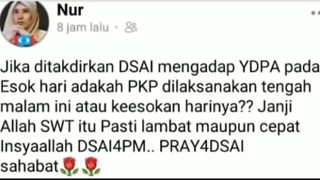 Nur
8 jam lalu ·
Jika ditakdirkan DSAI mengadap YDPA pada
Esok hari adakah PKP dilaksanakan tengah
malam ini atau keesokan harinya?? Janji
Allah SWT itu Pasti lambat maupun cepat
Insyaallah DSAI4PM.. PRAY4DSAI
sahabat🌹🌹